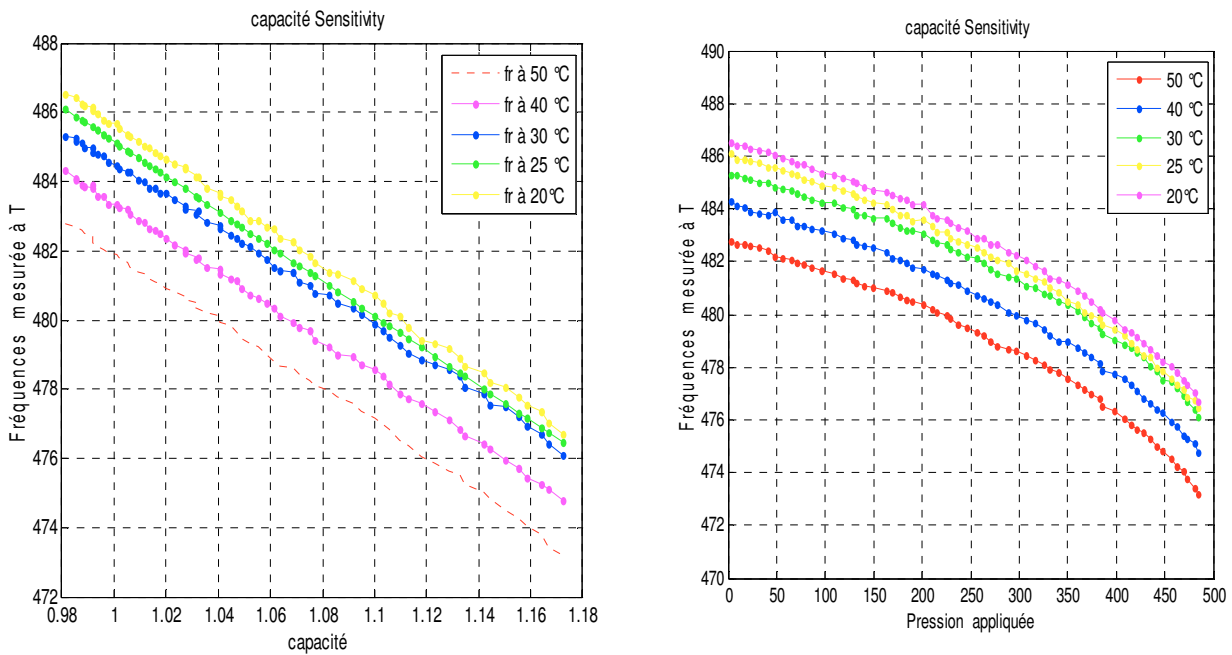 capacité Sensitivity
488
486
484
482
480
478
476
474
472
0.98
1
1.02
1.04
1.06
1.08
1.1
1.12
1.14
1.16
1.18
capacité
Fréquences mesurée à T
fr à 50 °C
fr à 40 °C
fr à 30 °C
fr à 25 °C
fr à 20°C
capacité Sensitivity
490
488
486
484
482
480
478
476
474
472
470
0
50
100
150
200
250
300
350
400
450
500
Pression appliquée
Fréquences mesurée à T
50 °C
40 °C
30 °C
25 °C
20°C